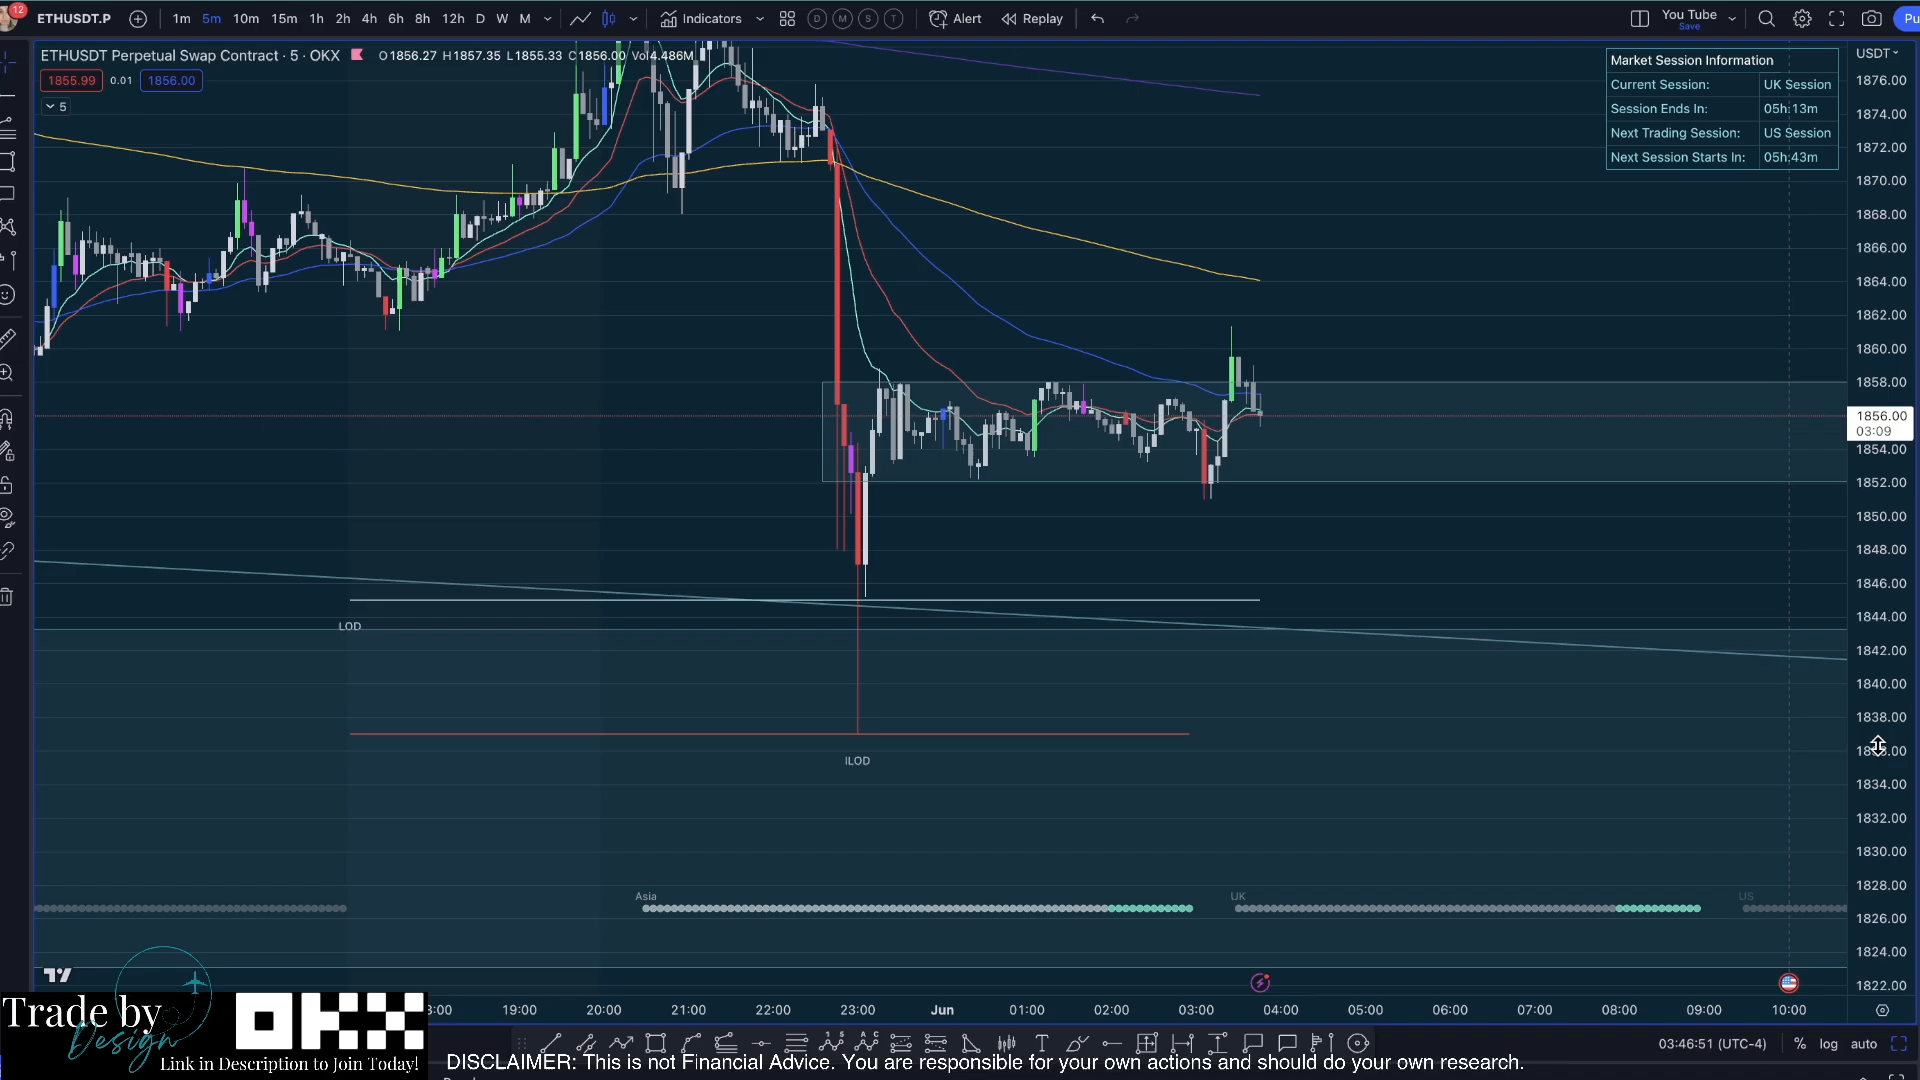 12
ETHUSDT.P
1m 5m 10m 15m 1h 2h 4h 6h 8h 12h D W M
Indicators
D M S T
Alert
Replay
You Tube
Save
Pu
ETHUSDT Perpetual Swap Contract · 5 · OKX O1856.27 H1857.35 L1855.33 C1856.00 Vol4.486M
1855.99 0.01 1856.00
5
Market Session Information
Current Session: UK Session
Session Ends In: 05h:13m
Next Trading Session: US Session
Next Session Starts In: 05h:43m
USDT
1876.00
1874.00
1872.00
1870.00
1868.00
1866.00
1864.00
1862.00
1860.00
1858.00
1856.00
03:09
1854.00
1852.00
1850.00
1848.00
1846.00
1844.00
1842.00
1840.00
1838.00
1834.00
1832.00
1830.00
1828.00
1826.00
1824.00
1822.00
LOD
ILOD
Asia
UK
US
:00 19:00 20:00 21:00 22:00 23:00 Jun 01:00 02:00 03:00 04:00 05:00 06:00 07:00 08:00 09:00 10:00
03:46:51 (UTC-4) % log auto
Trade by
Design
OKX
Link in Description to Join Today!
DISCLAIMER: This is not Financial Advice. You are responsible for your own actions and should do your own research.